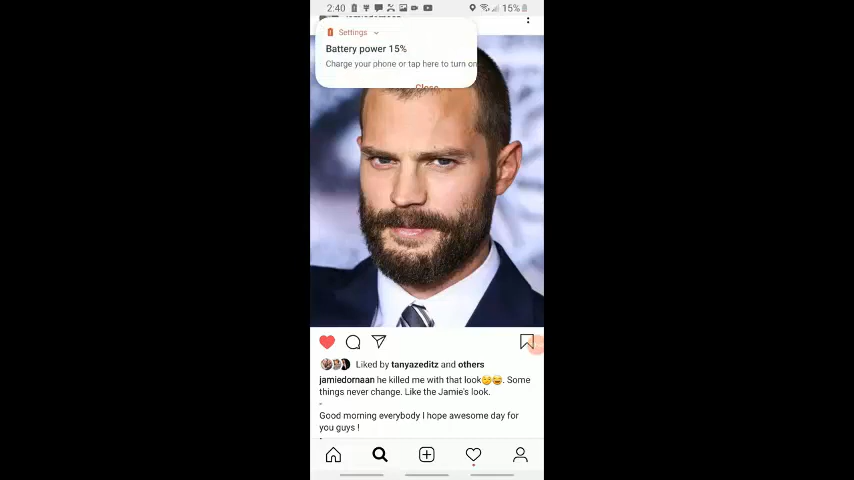 2:40
15%
Settings
Battery power 15%
Charge your phone or tap here to turn on
Close
Liked by tanyazeditz and others
jamiedornaan he killed me with that look😏😅. Some
things never change. Like the Jamie's look.
-
Good morning everybody I hope awesome day for
you guys !